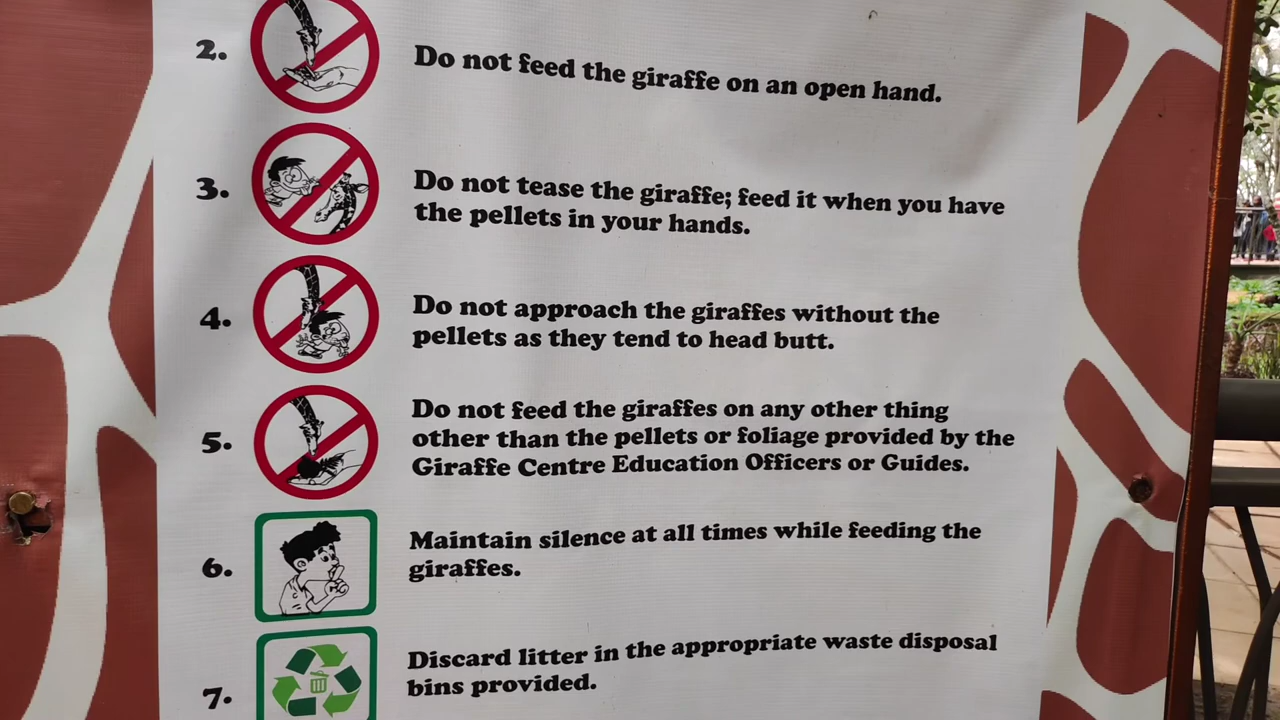 2. Do not feed the giraffe on an open hand.
3. Do not tease the giraffe; feed it when you have
the pellets in your hands.
4. Do not approach the giraffes without the
pellets as they tend to head butt.
5. Do not feed the giraffes on any other thing
other than the pellets or foliage provided by the
Giraffe Centre Education Officers or Guides.
6. Maintain silence at all times while feeding the
giraffes.
7. Discard litter in the appropriate waste disposal
bins provided.